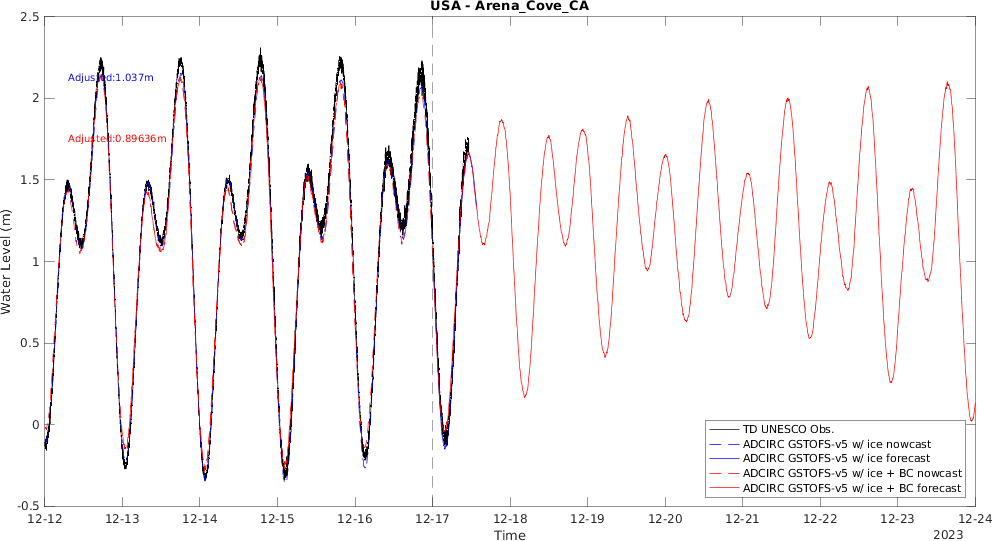 USA - Arena_Cove_CA
2.5
2
1.5
1
0.5
0
-0.5
Water Level (m)
Adjusted:1.037m
Adjusted:0.89636m
TD UNESCO Obs.
ADCIRC GSTOFS-v5 w/ ice nowcast
ADCIRC GSTOFS-v5 w/ ice forecast
ADCIRC GSTOFS-v5 w/ ice + BC nowcast
ADCIRC GSTOFS-v5 w/ ice + BC forecast
12-12 12-13 12-14 12-15 12-16 12-17 12-18 12-19 12-20 12-21 12-22 12-23 12-24
Time
2023